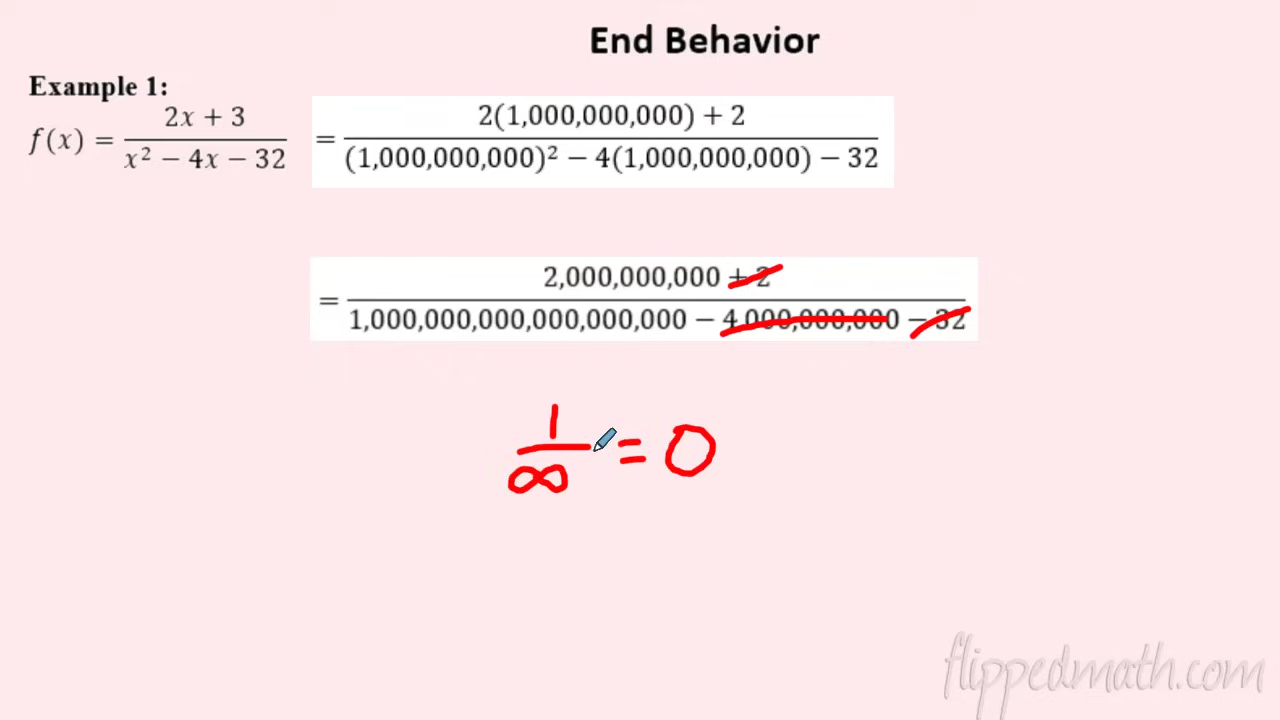 End Behavior
Example 1:
f(x) = (2x + 3)/(x² − 4x − 32) = (2(1,000,000,000) + 2)/((1,000,000,000)² − 4(1,000,000,000) − 32)
= (2,000,000,000 + 2)/(1,000,000,000,000,000,000 − 4,000,000,000 − 32)
1/∞ = 0
flippedmath.com